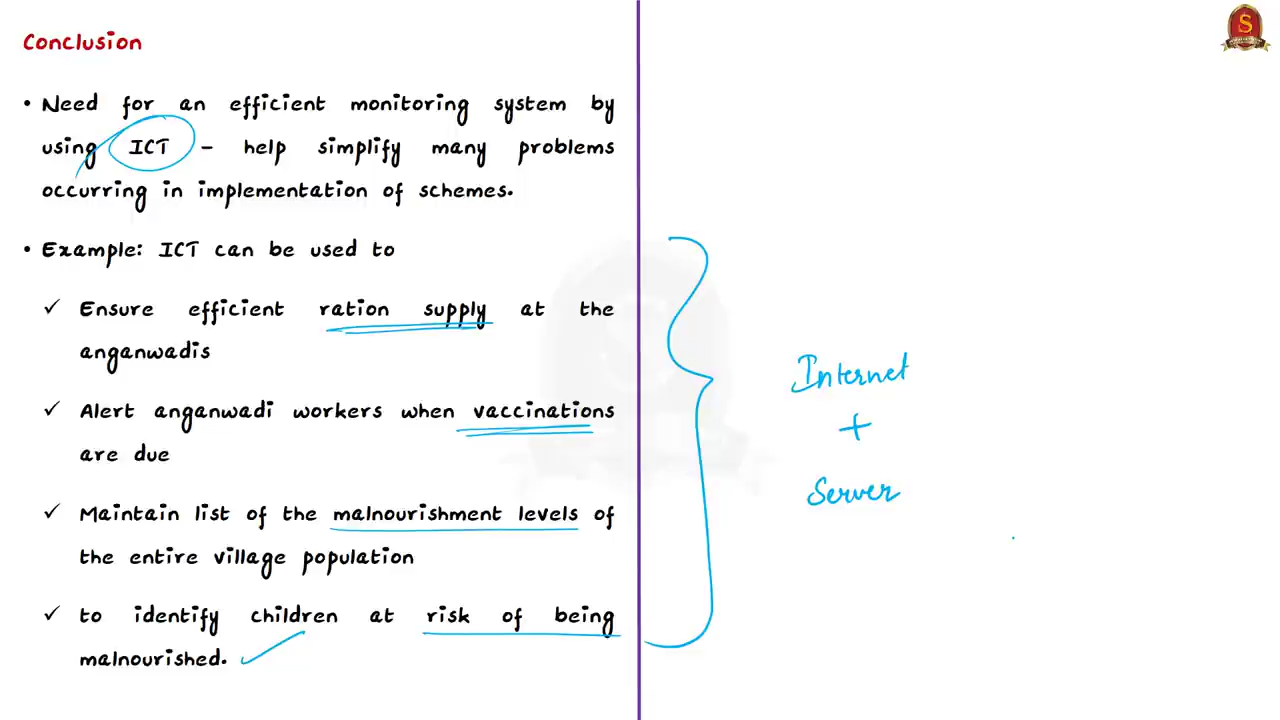 Conclusion
• Need for an efficient monitoring system by
using ICT – help simplify many problems
occurring in implementation of schemes.
• Example: ICT can be used to
✓ Ensure efficient ration supply at the
anganwadis
✓ Alert anganwadi workers when vaccinations
are due
✓ Maintain list of the malnourishment levels of
the entire village population
✓ to identify children at risk of being
malnourished.
Internet
+
Server
S